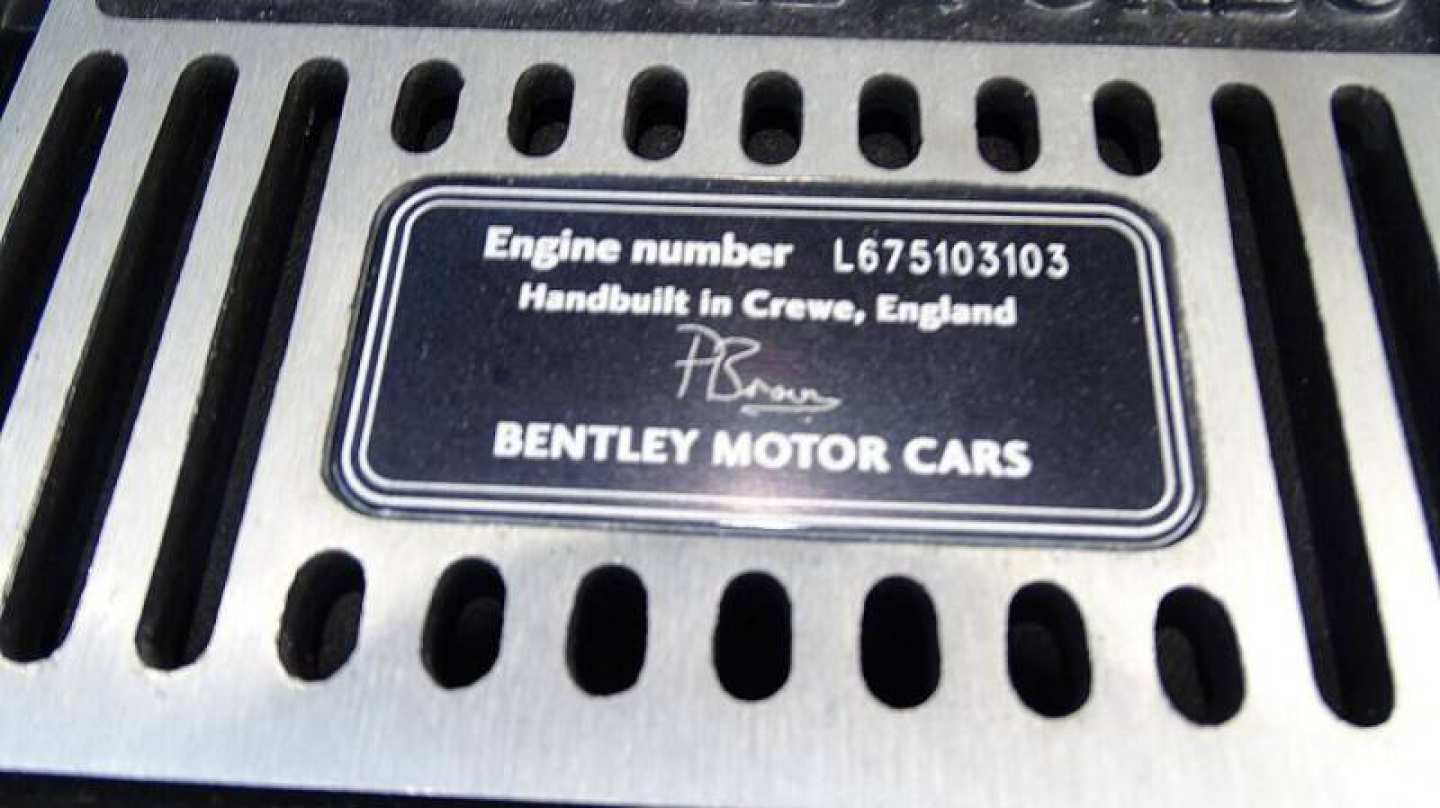 Engine number L675103103
Handbuilt in Crewe, England
PBrown
BENTLEY MOTOR CARS